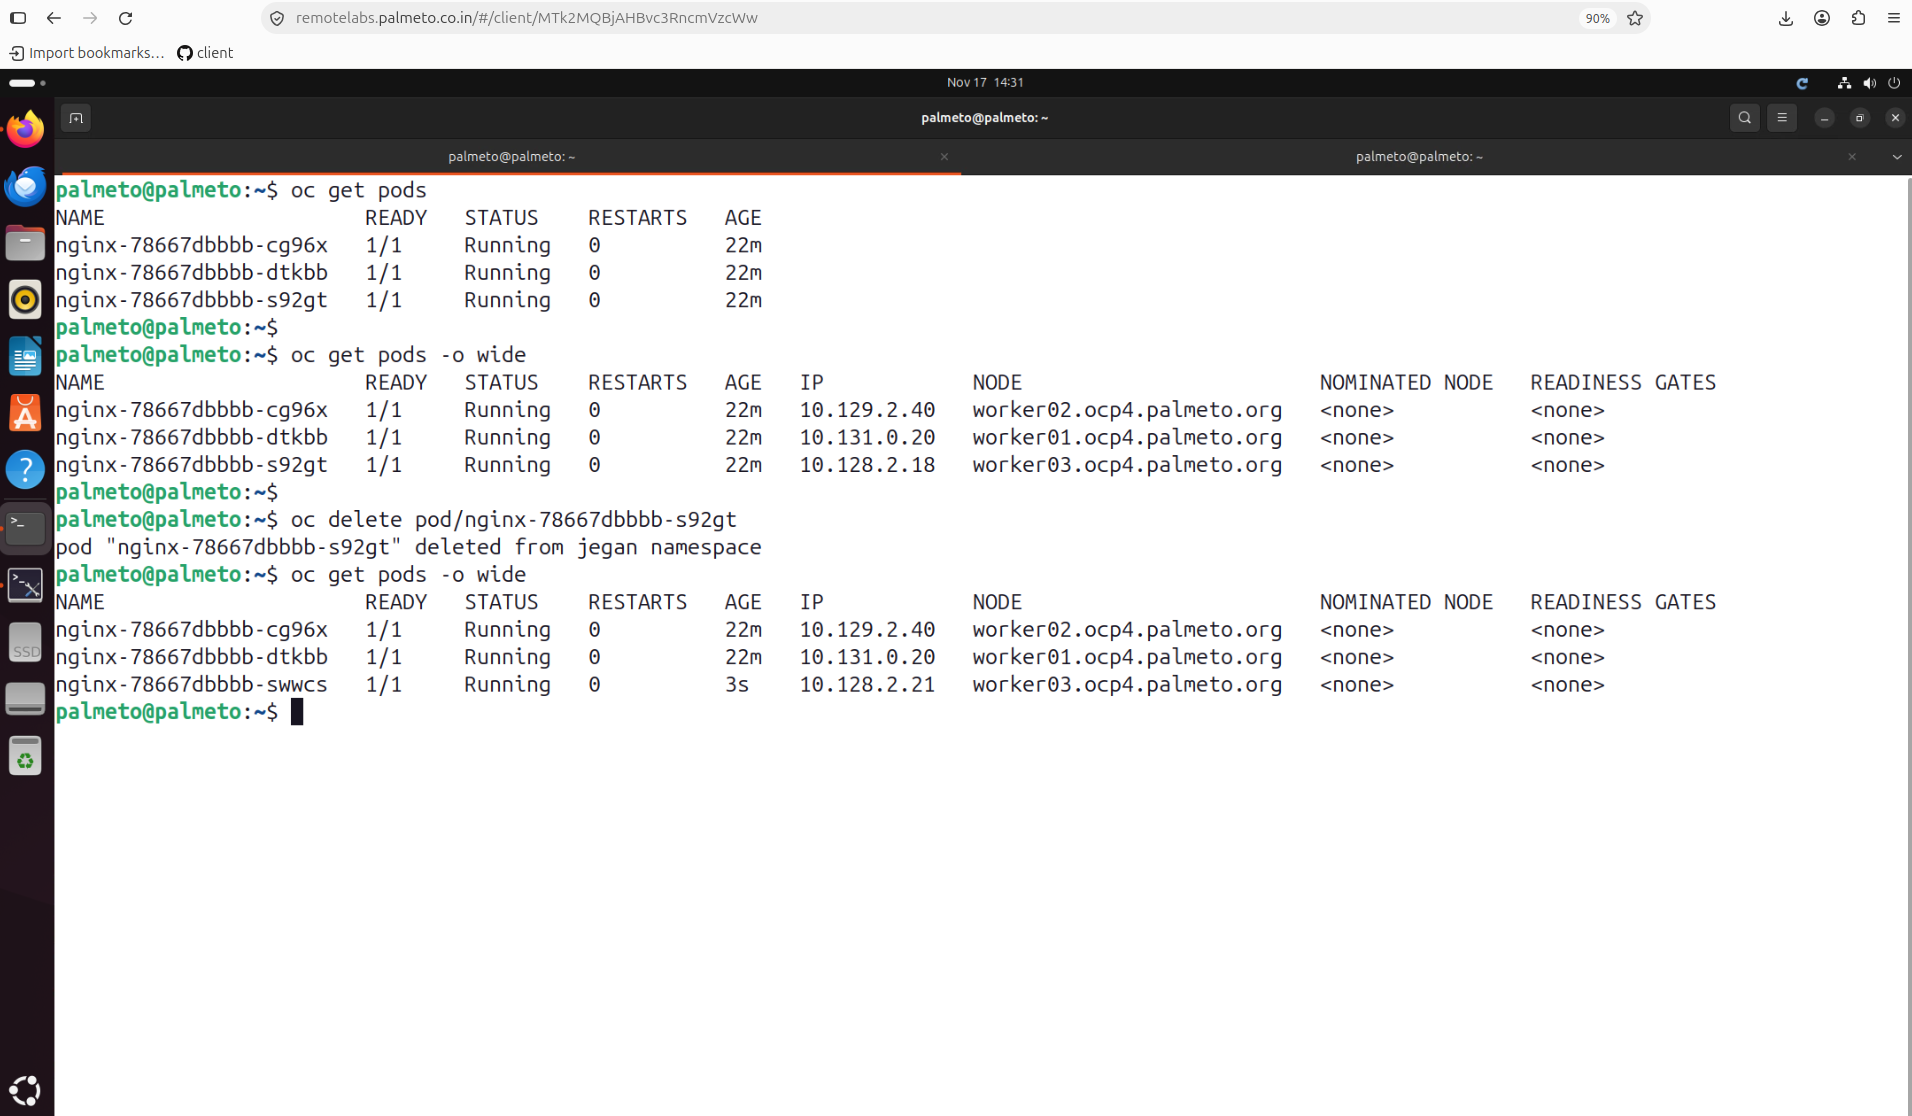 remotelabs.palmeto.co.in/#/client/MTk2MQBjAHBvc3RncmVzcWw
90%
Import bookmarks...
client
Nov 17 14:31
palmeto@palmeto: ~
palmeto@palmeto: ~
palmeto@palmeto: ~
palmeto@palmeto:~$ oc get pods
NAME READY STATUS RESTARTS AGE
nginx-78667dbbbb-cg96x 1/1 Running 0 22m
nginx-78667dbbbb-dtkbb 1/1 Running 0 22m
nginx-78667dbbbb-s92gt 1/1 Running 0 22m
palmeto@palmeto:~$
palmeto@palmeto:~$ oc get pods -o wide
NAME READY STATUS RESTARTS AGE IP NODE NOMINATED NODE READINESS GATES
nginx-78667dbbbb-cg96x 1/1 Running 0 22m 10.129.2.40 worker02.ocp4.palmeto.org <none> <none>
nginx-78667dbbbb-dtkbb 1/1 Running 0 22m 10.131.0.20 worker01.ocp4.palmeto.org <none> <none>
nginx-78667dbbbb-s92gt 1/1 Running 0 22m 10.128.2.18 worker03.ocp4.palmeto.org <none> <none>
palmeto@palmeto:~$
palmeto@palmeto:~$ oc delete pod/nginx-78667dbbbb-s92gt
pod "nginx-78667dbbbb-s92gt" deleted from jegan namespace
palmeto@palmeto:~$ oc get pods -o wide
NAME READY STATUS RESTARTS AGE IP NODE NOMINATED NODE READINESS GATES
nginx-78667dbbbb-cg96x 1/1 Running 0 22m 10.129.2.40 worker02.ocp4.palmeto.org <none> <none>
nginx-78667dbbbb-dtkbb 1/1 Running 0 22m 10.131.0.20 worker01.ocp4.palmeto.org <none> <none>
nginx-78667dbbbb-swwcs 1/1 Running 0 3s 10.128.2.21 worker03.ocp4.palmeto.org <none> <none>
palmeto@palmeto:~$
SSD